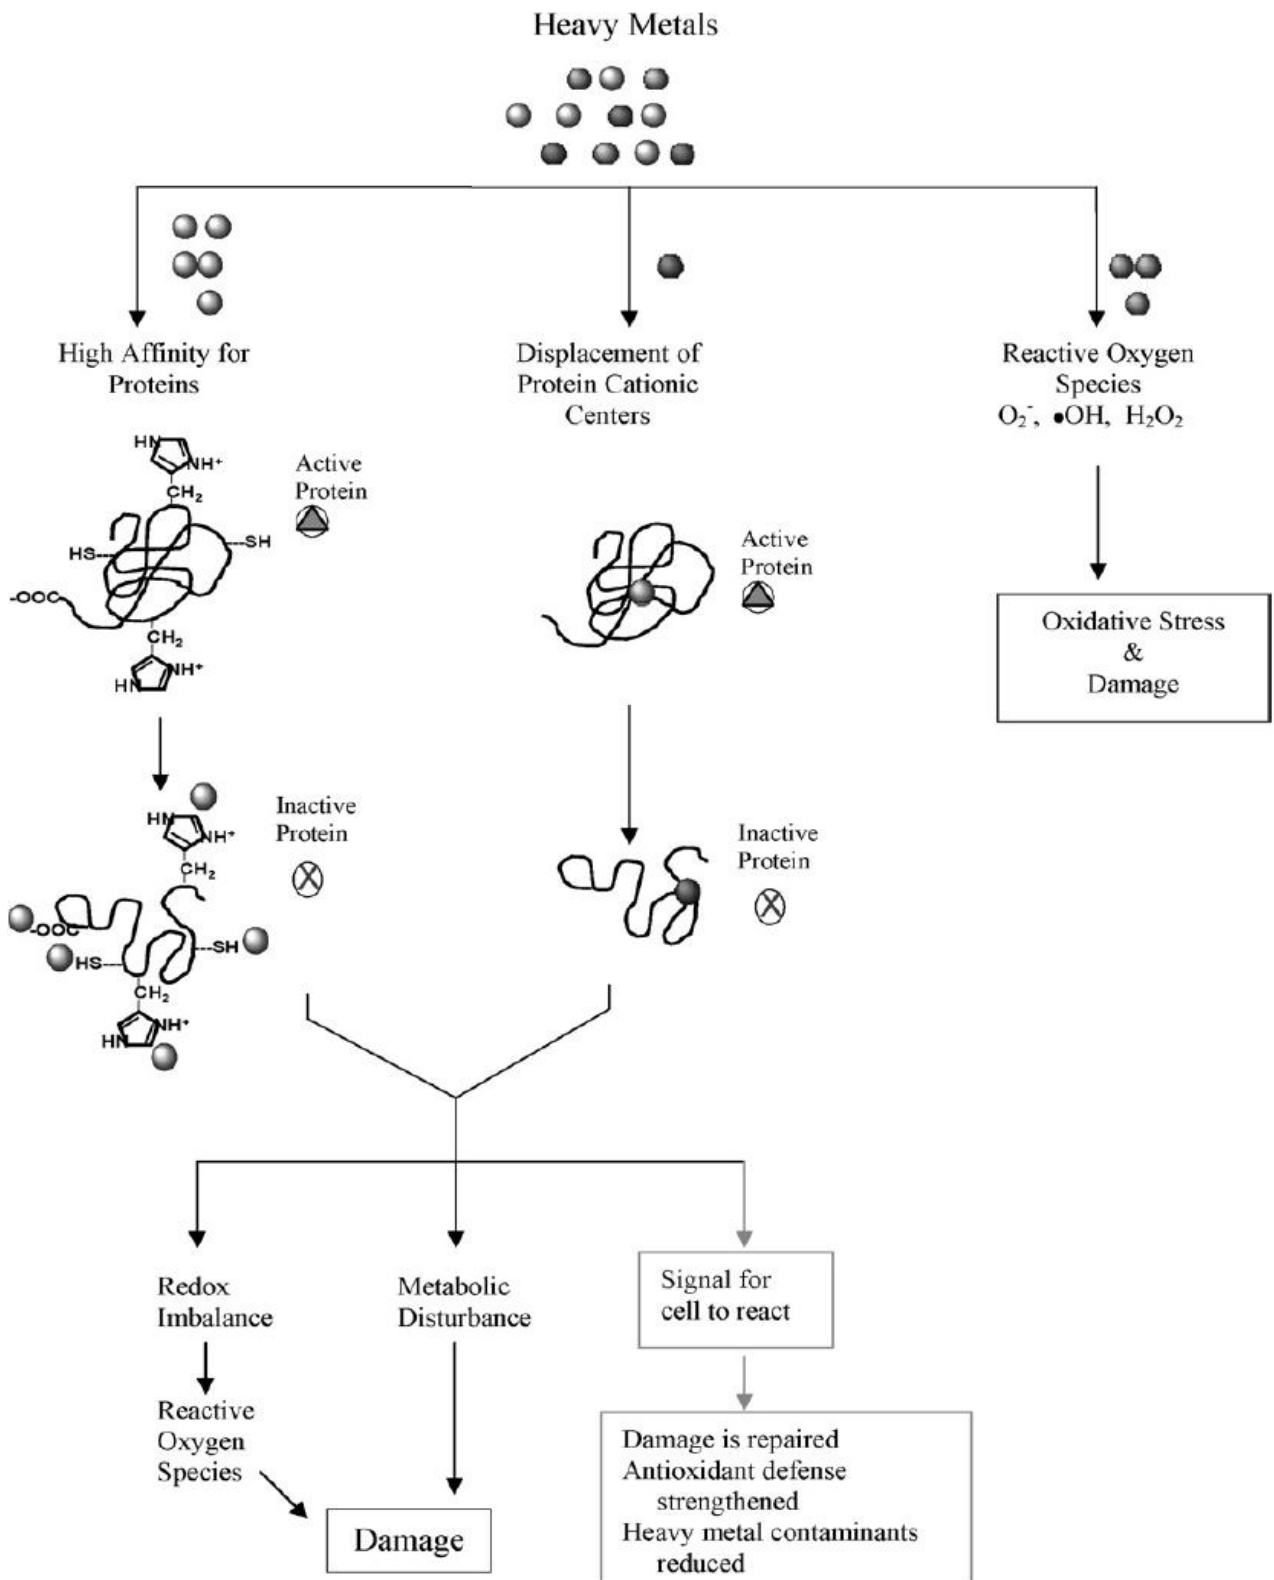 Heavy Metals
High Affinity for
Proteins
Displacement of
Protein Cationic
Centers
Reactive Oxygen
Species
O₂⁻, •OH, H₂O₂
HN
NH⁺
CH₂
HS
SH
-OOC
CH₂
NH⁺
HN
Active
Protein
Active
Protein
Oxidative Stress
&
Damage
HN
NH⁺
CH₂
-OOC
HS
SH
CH₂
NH⁺
HN
Inactive
Protein
X
Inactive
Protein
X
Redox
Imbalance
Metabolic
Disturbance
Signal for
cell to react
Reactive
Oxygen
Species
Damage
Damage is repaired
Antioxidant defense
strengthened
Heavy metal contaminants
reduced